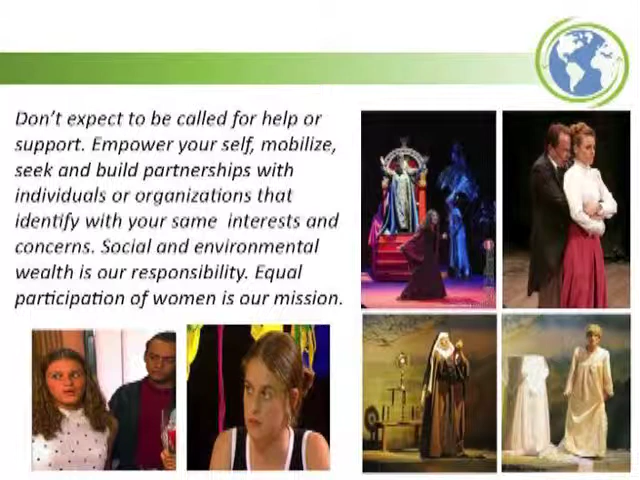 Don't expect to be called for help or
support. Empower your self, mobilize,
seek and build partnerships with
individuals or organizations that
identify with your same interests and
concerns. Social and environmental
wealth is our responsibility. Equal
participation of women is our mission.